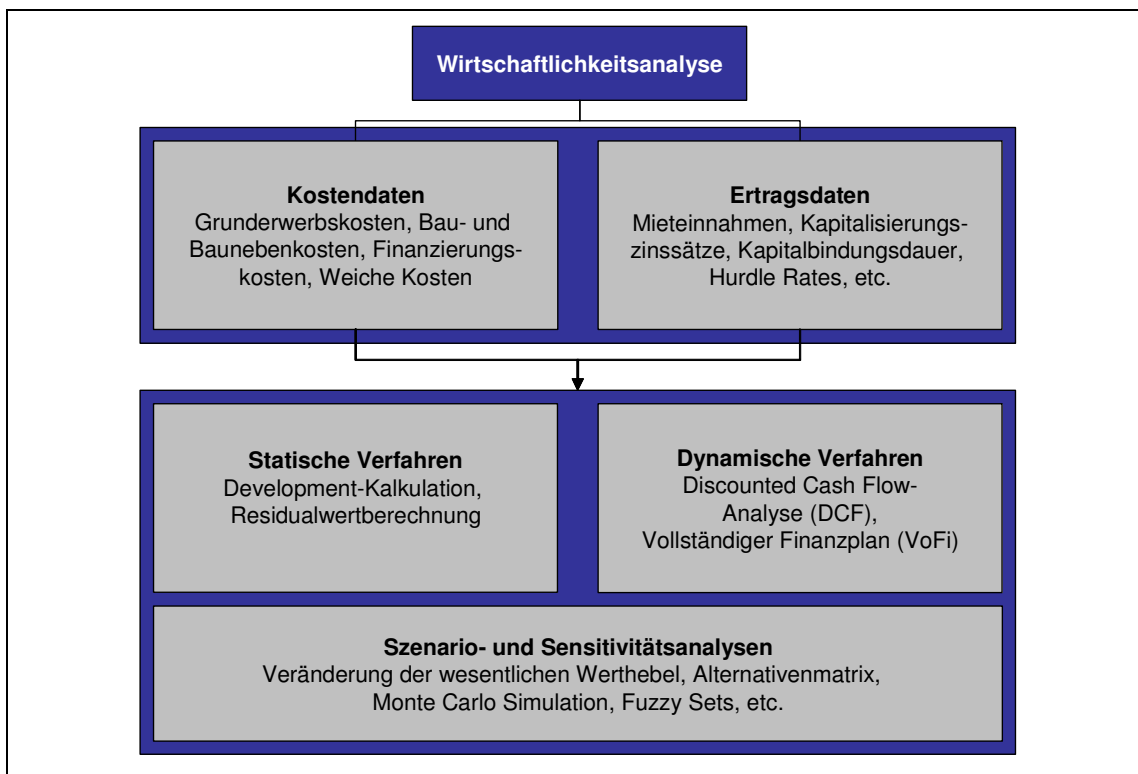 Wirtschaftlichkeitsanalyse
Kostendaten
Grunderwerbskosten, Bau- und
Baunebenkosten, Finanzierungs-
kosten, Weiche Kosten
Ertragsdaten
Mieteinnahmen, Kapitalisierungs-
zinssätze, Kapitalbindungsdauer,
Hurdle Rates, etc.
Statische Verfahren
Development-Kalkulation,
Residualwertberechnung
Dynamische Verfahren
Discounted Cash Flow-
Analyse (DCF),
Vollständiger Finanzplan (VoFi)
Szenario- und Sensitivitätsanalysen
Veränderung der wesentlichen Werthebel, Alternativenmatrix,
Monte Carlo Simulation, Fuzzy Sets, etc.